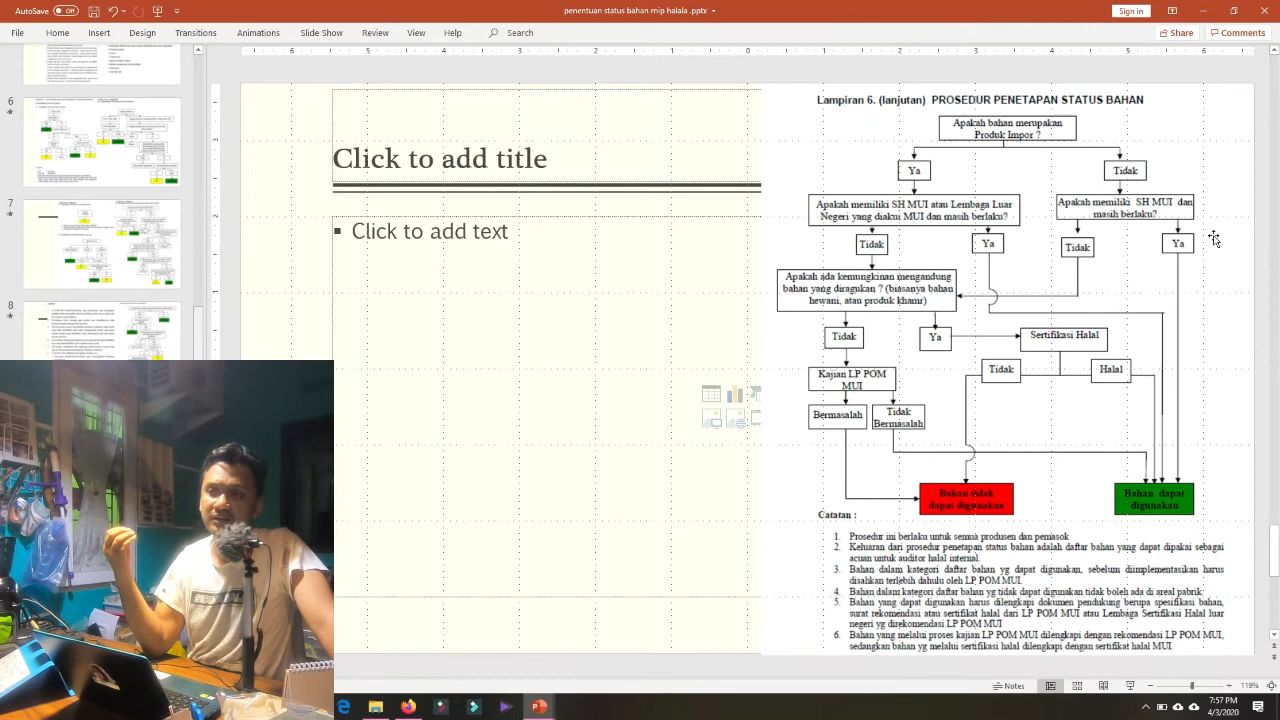 AutoSave Off
penentuan status bahan mip halala.pptx
Sign in
File Home Insert Draw Design Transitions Animations Slide Show Review View Help Search
Share Comments
6 5 4 2 2 4 5 6
Click to add title
Click to add text
Lampiran 6. (lanjutan) PROSEDUR PENETAPAN STATUS BAHAN
Apakah bahan merupakan
Produk Impor ?
Ya
Tidak
Apakah memiliki SH MUI atau Lembaga Luar
Negeri yang diakui MUI dan masih berlaku?
Apakah memiliki SH MUI dan
masih berlaku?
Tidak
Ya
Tidak
Ya
Apakah ada kemungkinan mengandung
bahan yang diragukan ? (biasanya bahan
hewani, atau produk khamr)
Tidak
Ya
Sertifikasi Halal
Kajian LP POM
MUI
Tidak
Halal
Bermasalah
Tidak
Bermasalah
Bahan tidak
dapat digunakan
Bahan dapat
digunakan
Catatan :
1. Prosedur ini berlaku untuk semua produsen dan pemasok
2. Keluaran dari prosedur penetapan status bahan adalah daftar bahan yang dapat dipakai sebagai
acuan untuk auditor halal internal.
3. Bahan dalam kategori daftar bahan yg dapat digunakan, sebelum diimplementasikan harus
disahkan terlebih dahulu oleh LP POM MUI.
4. Bahan dalam kategori daftar bahan yg tidak dapat digunakan tidak boleh ada di areal pabrik.
5. Bahan yang dapat digunakan harus dilengkapi dokumen pendukung berupa spesifikasi bahan,
surat rekomendasi atau sertifikat halal dari LP POM MUI atau Lembaga Sertifikasi Halal luar
negeri yg direkomendasi LP POM MUI
6. Bahan yang melalui proses kajian LP POM MUI dilengkapi dengan rekomendasi LP POM MUI,
sedangkan bahan yg melalui sertifikasi halal dilengkapi dengan sertifikat halal MUI.
Notes
119%
7:57 PM
4/3/2020